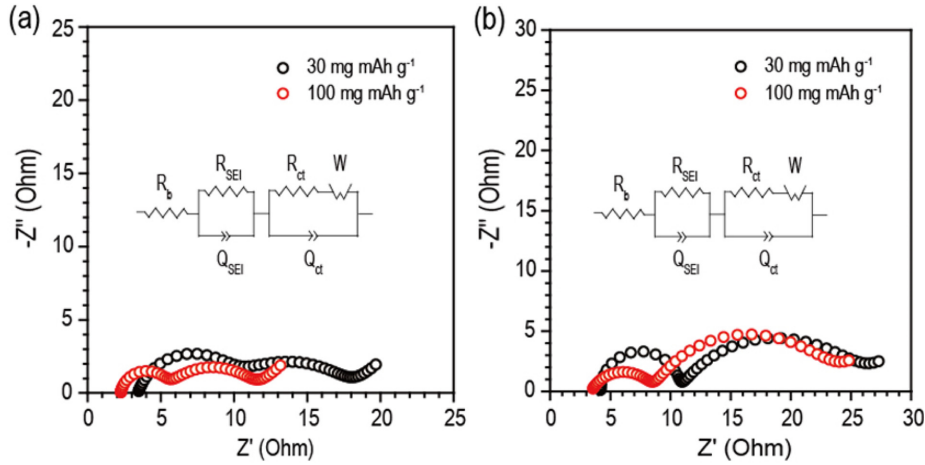 (a)
25
20
15
10
5
0
-Z" (Ohm)
30 mg mAh g⁻¹
100 mg mAh g⁻¹
R_b
R_SEI
R_ct
W
Q_SEI
Q_ct
0 5 10 15 20 25
Z' (Ohm)
(b)
30
25
20
15
10
5
0
-Z" (Ohm)
30 mg mAh g⁻¹
100 mg mAh g⁻¹
R_b
R_SEI
R_ct
W
Q_SEI
Q_ct
0 5 10 15 20 25 30
Z' (Ohm)